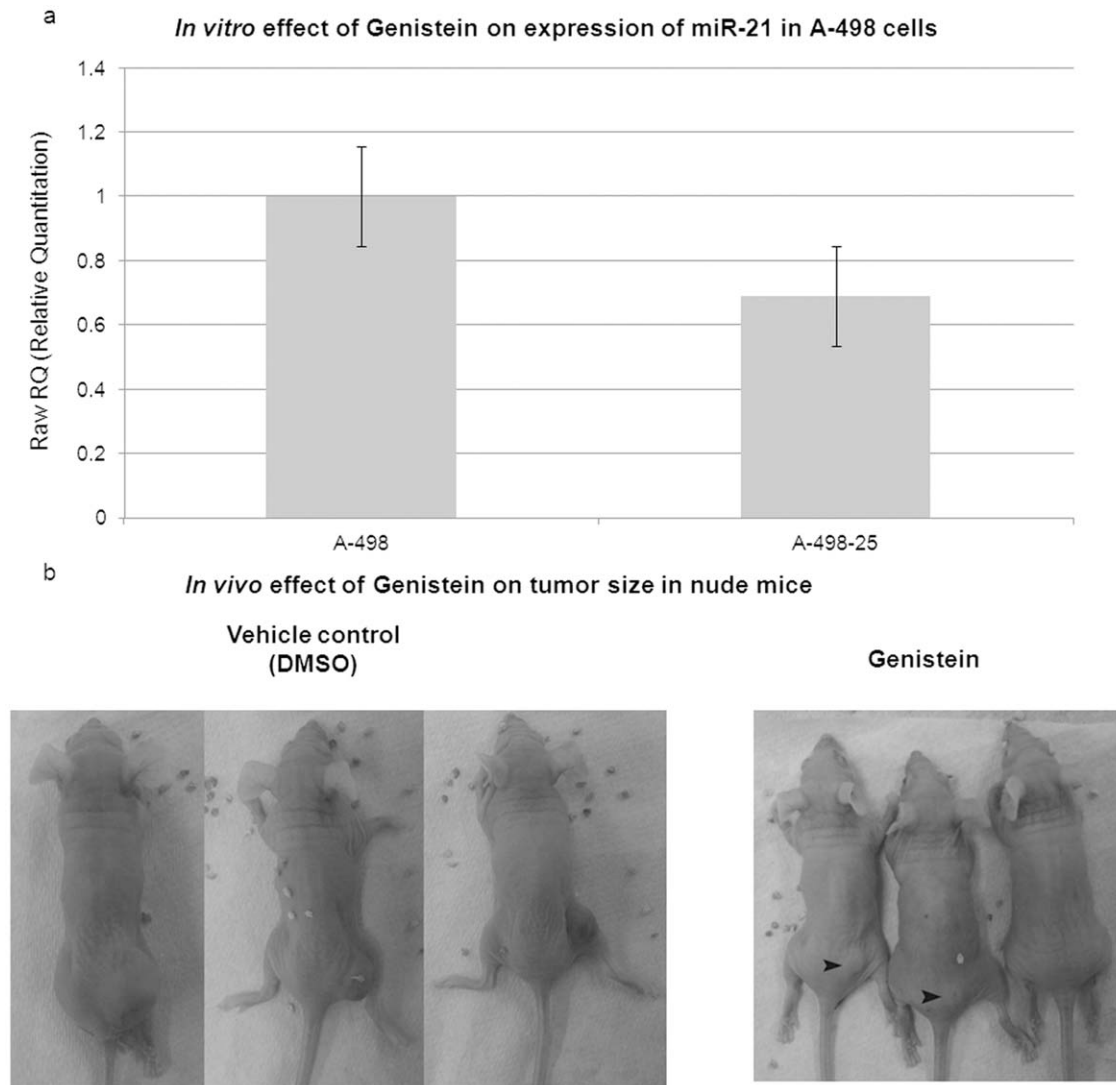 a
In vitro effect of Genistein on expression of miR-21 in A-498 cells
Raw RQ (Relative Quantitation)
1.4
1.2
1
0.8
0.6
0.4
0.2
0
A-498
A-498-25
b
In vivo effect of Genistein on tumor size in nude mice
Vehicle control
(DMSO)
Genistein